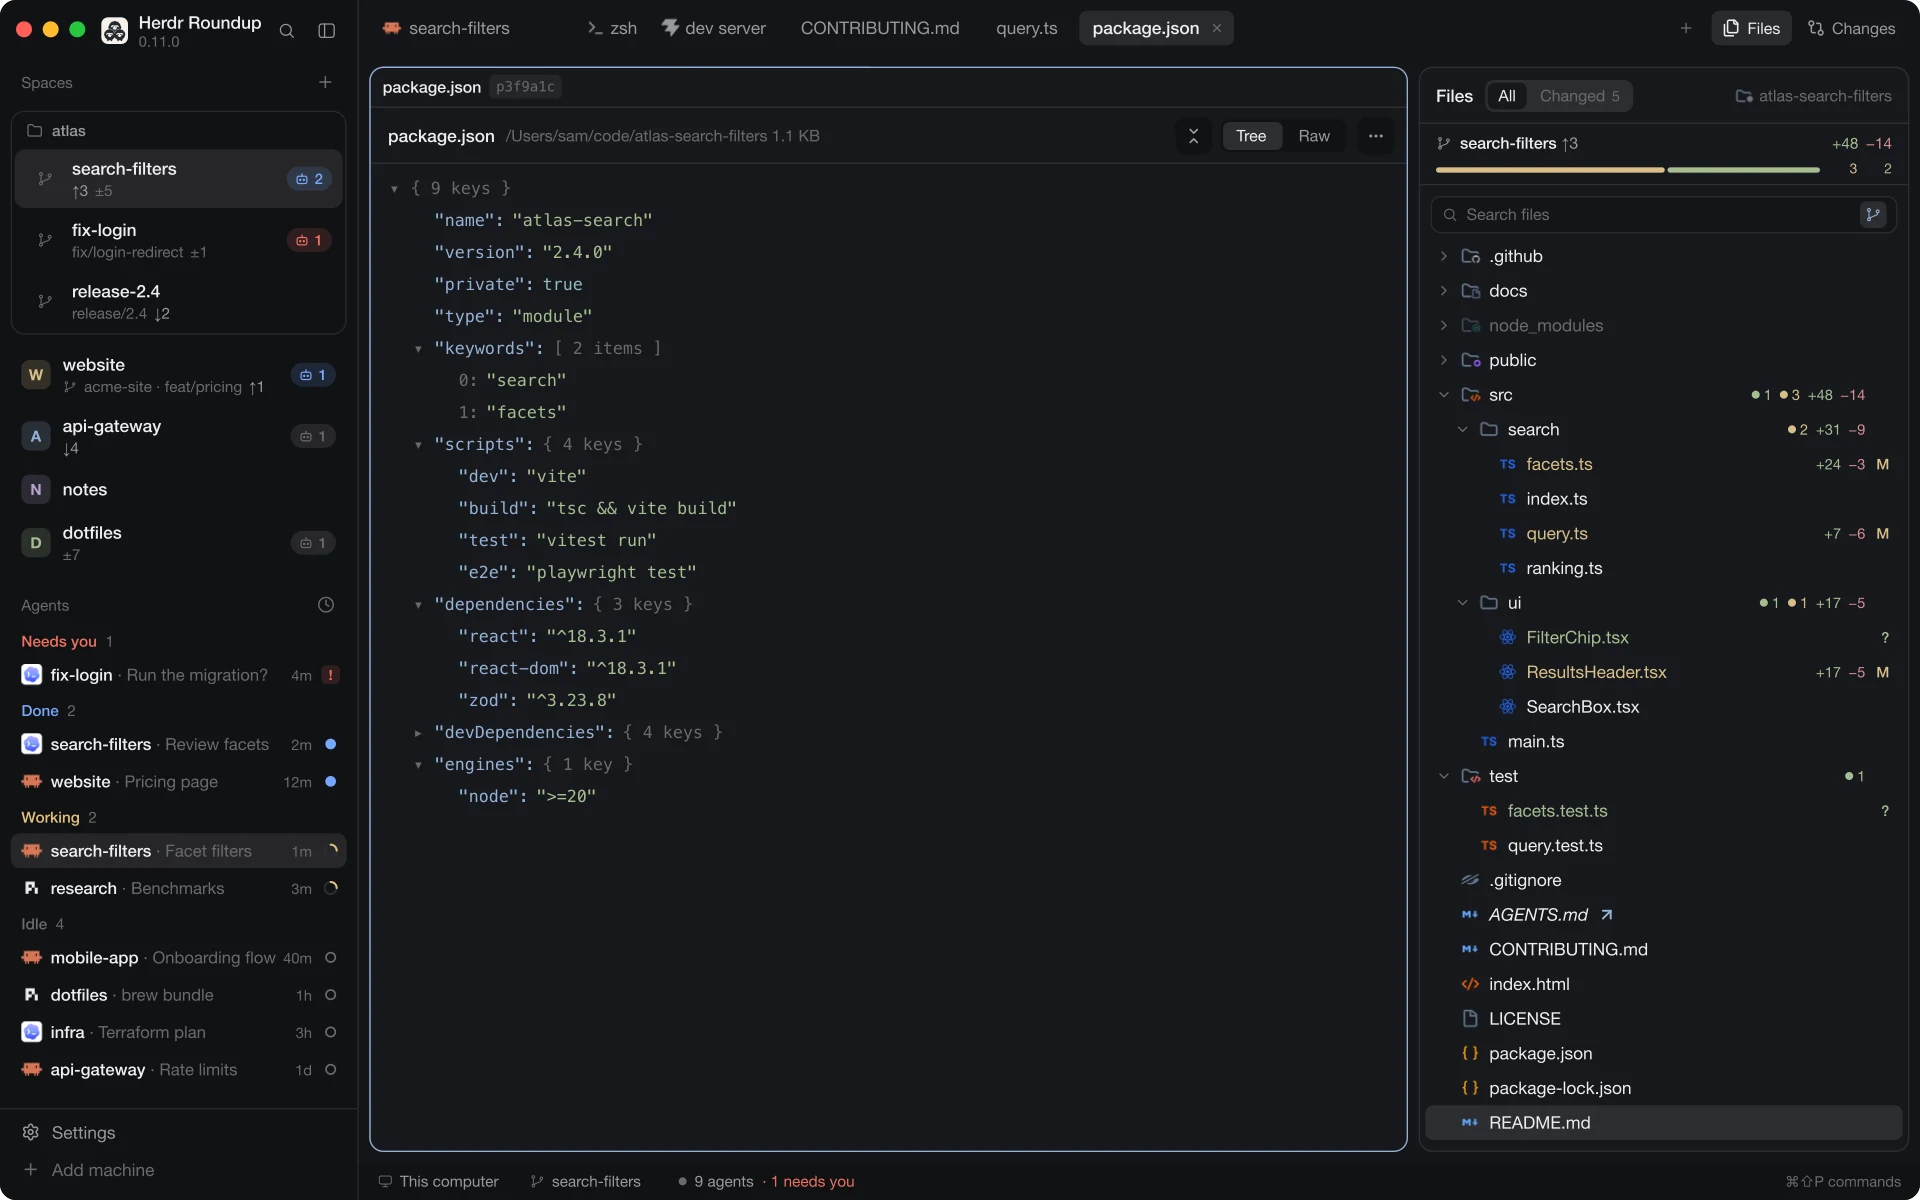 Herdr Roundup
0.11.0
Spaces
atlas
search-filters
↑3 ±5
2
fix-login
fix/login-redirect ±1
1
release-2.4
release/2.4 ↓2
W
website
acme-site · feat/pricing ↑1
1
A
api-gateway
↓4
1
N
notes
D
dotfiles
±7
1
Agents
Needs you 1
fix-login · Run the migration? 4m !
Done 2
search-filters · Review facets 2m
website · Pricing page 12m
Working 2
search-filters · Facet filters 1m
research · Benchmarks 3m
Idle 4
mobile-app · Onboarding flow 40m
dotfiles · brew bundle 1h
infra · Terraform plan 3h
api-gateway · Rate limits 1d
Settings
Add machine
search-filters
zsh
dev server
CONTRIBUTING.md
query.ts
package.json ×
Files
Changes
package.json p3f9a1c
package.json /Users/sam/code/atlas-search-filters 1.1 KB
Tree
Raw
{ 9 keys }
"name": "atlas-search"
"version": "2.4.0"
"private": true
"type": "module"
"keywords": [ 2 items ]
0: "search"
1: "facets"
"scripts": { 4 keys }
"dev": "vite"
"build": "tsc && vite build"
"test": "vitest run"
"e2e": "playwright test"
"dependencies": { 3 keys }
"react": "^18.3.1"
"react-dom": "^18.3.1"
"zod": "^3.23.8"
"devDependencies": { 4 keys }
"engines": { 1 key }
"node": ">=20"
Files
All
Changed 5
atlas-search-filters
search-filters ↑3 +48 −14
3 2
Search files
.github
docs
node_modules
public
src 1 3 +48 −14
search 2 +31 −9
TS facets.ts +24 −3 M
TS index.ts
TS query.ts +7 −6 M
TS ranking.ts
ui 1 1 +17 −5
FilterChip.tsx ?
ResultsHeader.tsx +17 −5 M
SearchBox.tsx
TS main.ts
test 1
TS facets.test.ts ?
TS query.test.ts
.gitignore
M↓ AGENTS.md
M↓ CONTRIBUTING.md
</> index.html
LICENSE
{ } package.json
{ } package-lock.json
M↓ README.md
This computer
search-filters
9 agents · 1 needs you
⌘⇧P commands